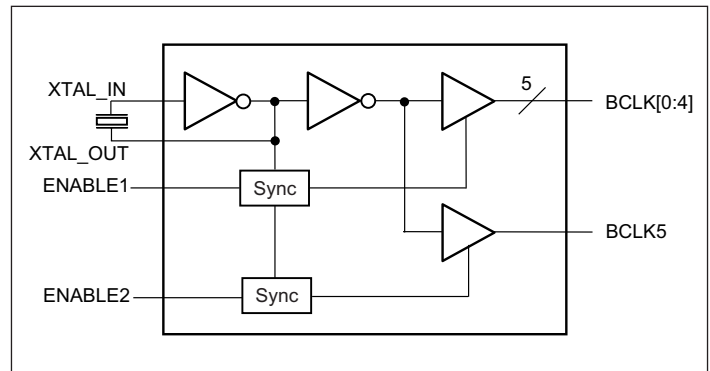 XTAL_IN
5
BCLK[0:4]
XTAL_OUT
ENABLE1
Sync
BCLK5
ENABLE2
Sync